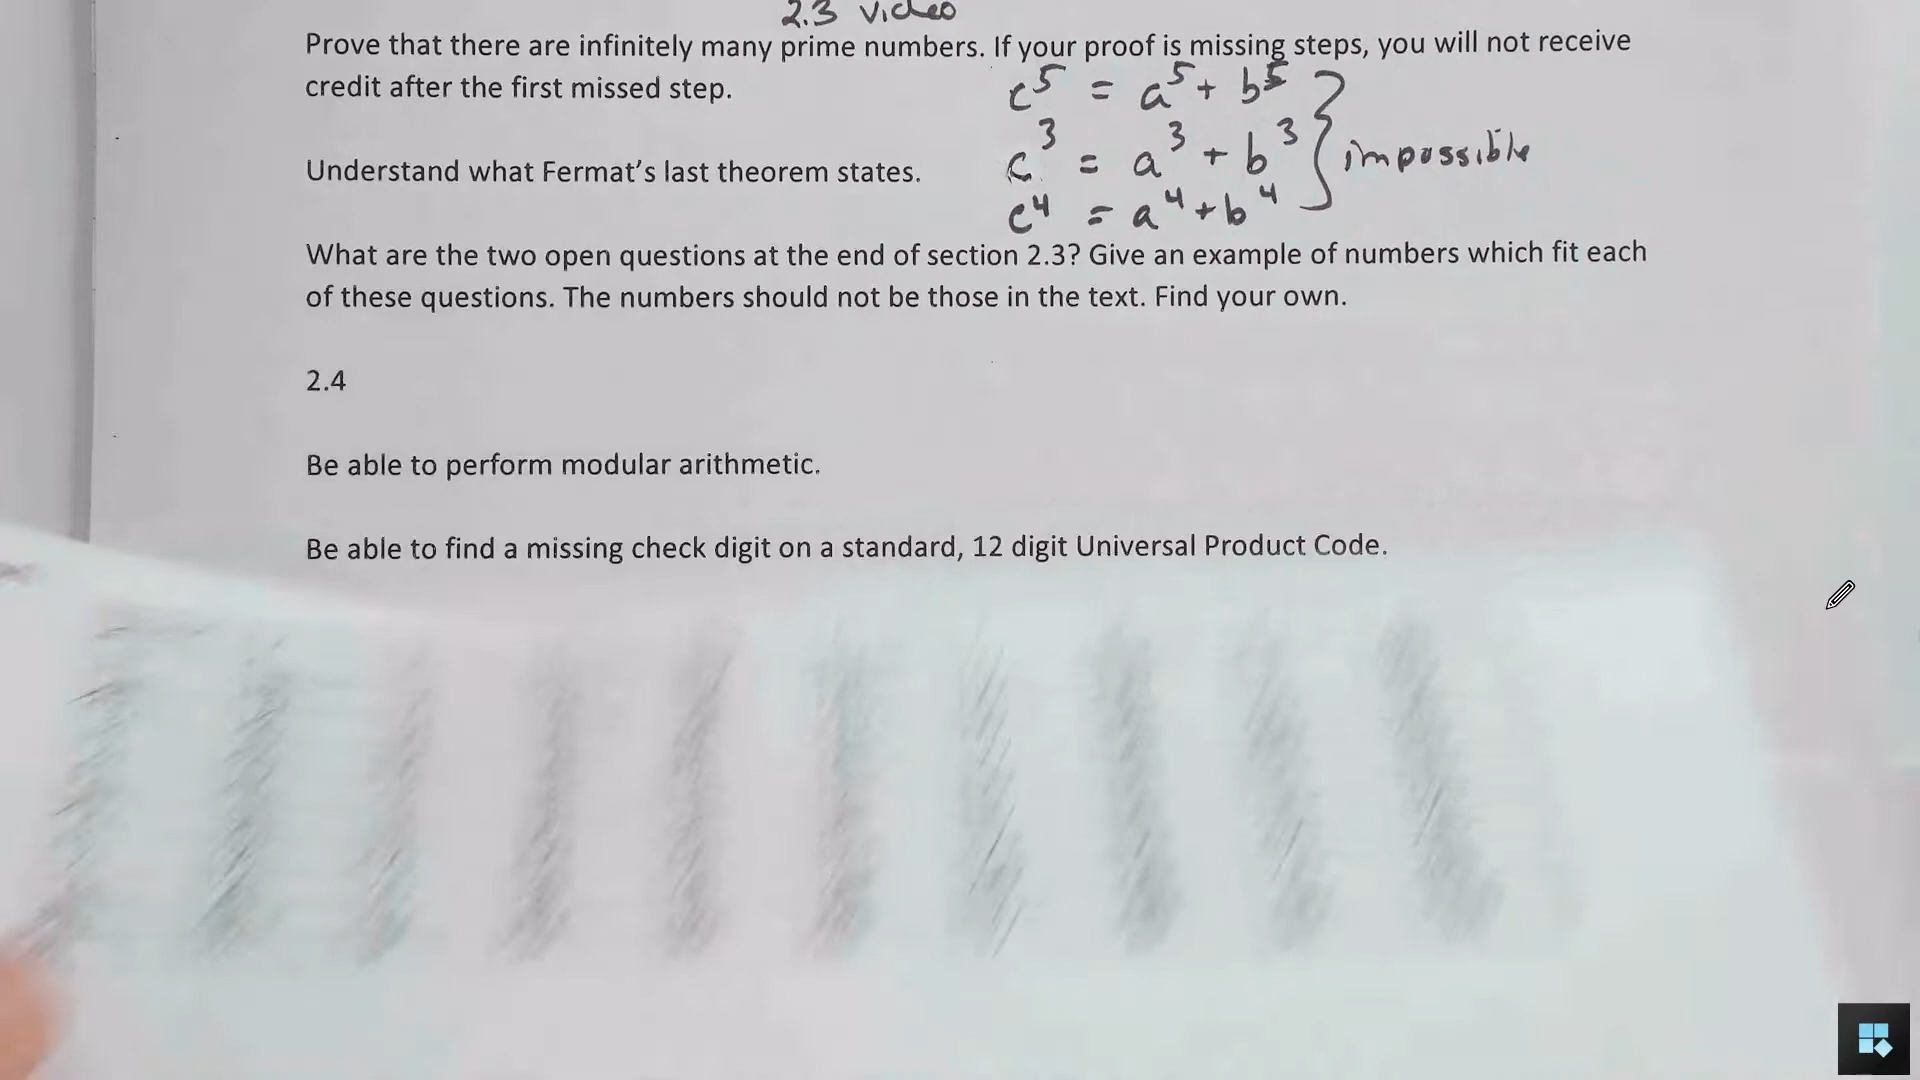 2.3 video
Prove that there are infinitely many prime numbers. If your proof is missing steps, you will not receive
credit after the first missed step.
c⁵ = a⁵ + b⁵
c³ = a³ + b³ } impossible
Understand what Fermat's last theorem states.
c⁴ = a⁴ + b⁴
What are the two open questions at the end of section 2.3? Give an example of numbers which fit each
of these questions. The numbers should not be those in the text. Find your own.
2.4
Be able to perform modular arithmetic.
Be able to find a missing check digit on a standard, 12 digit Universal Product Code.